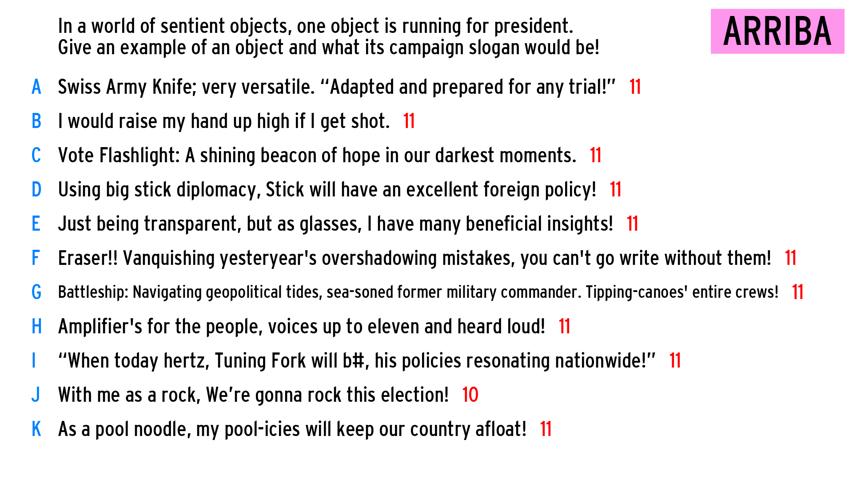 In a world of sentient objects, one object is running for president.
Give an example of an object and what its campaign slogan would be!
ARRIBA
A Swiss Army Knife; very versatile. “Adapted and prepared for any trial!” 11
B I would raise my hand up high if I get shot. 11
C Vote Flashlight: A shining beacon of hope in our darkest moments. 11
D Using big stick diplomacy, Stick will have an excellent foreign policy! 11
E Just being transparent, but as glasses, I have many beneficial insights! 11
F Eraser!! Vanquishing yesteryear's overshadowing mistakes, you can't go write without them! 11
G Battleship: Navigating geopolitical tides, sea-soned former military commander. Tipping-canoes' entire crews! 11
H Amplifier's for the people, voices up to eleven and heard loud! 11
I “When today hertz, Tuning Fork will b#, his policies resonating nationwide!” 11
J With me as a rock, We’re gonna rock this election! 10
K As a pool noodle, my pool-icies will keep our country afloat! 11